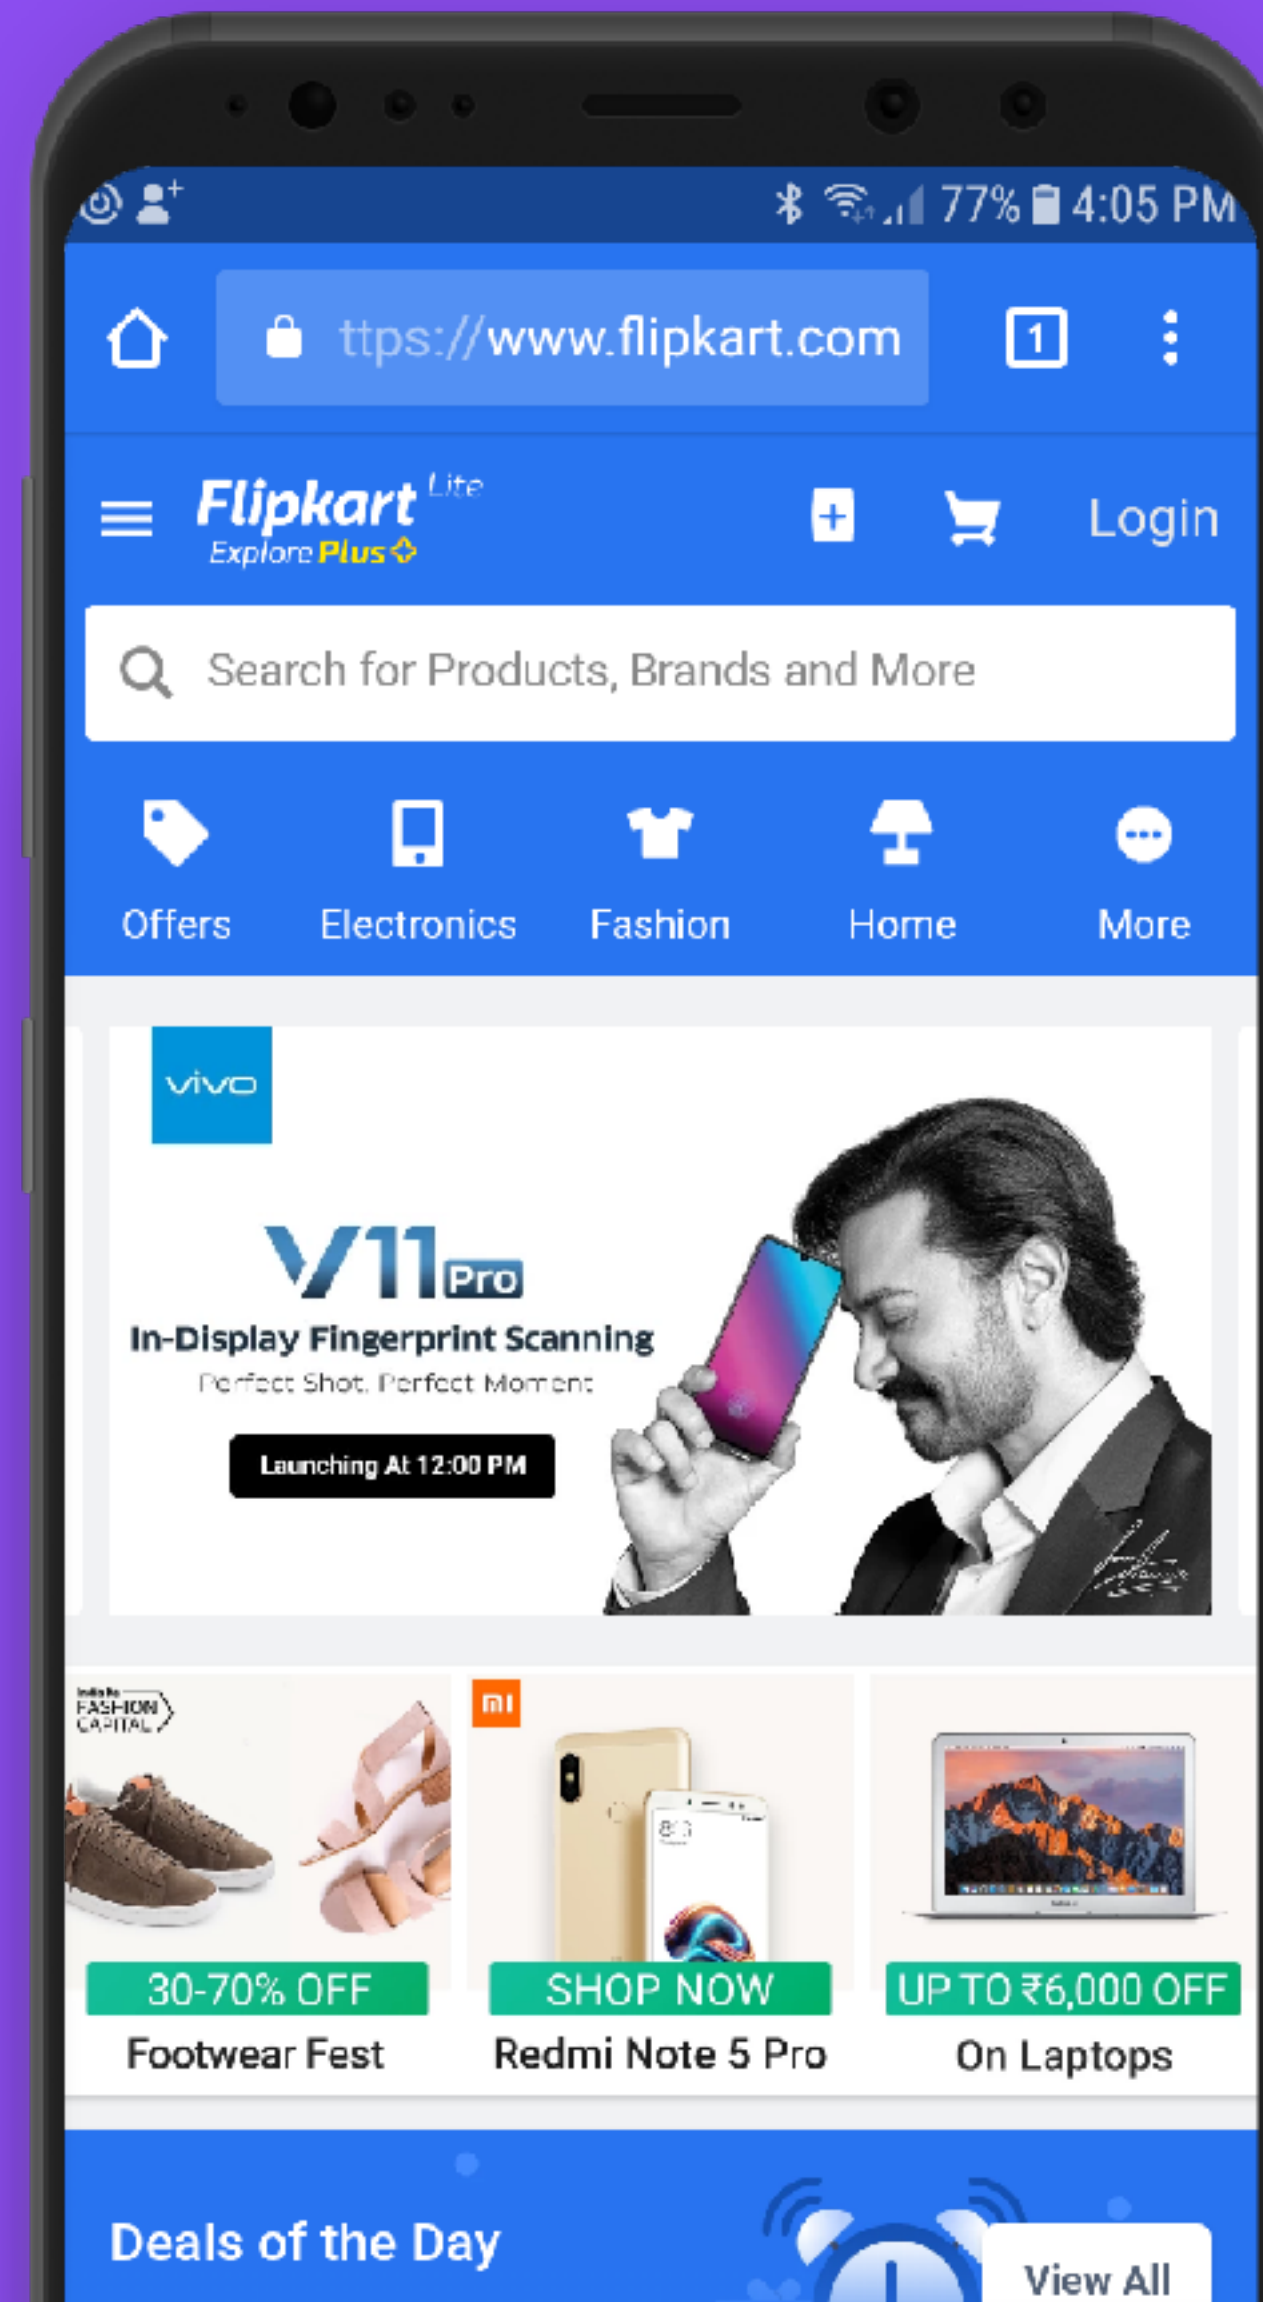 77% 4:05 PM
ttps://www.flipkart.com
1
Flipkart Lite
Explore Plus
Login
Search for Products, Brands and More
Offers
Electronics
Fashion
Home
More
vivo
V11 Pro
In-Display Fingerprint Scanning
Perfect Shot. Perfect Moment
Launching At 12:00 PM
India Ka
FASHION
CAPITAL
mi
30-70% OFF
SHOP NOW
UP TO ₹6,000 OFF
Footwear Fest
Redmi Note 5 Pro
On Laptops
Deals of the Day
View All